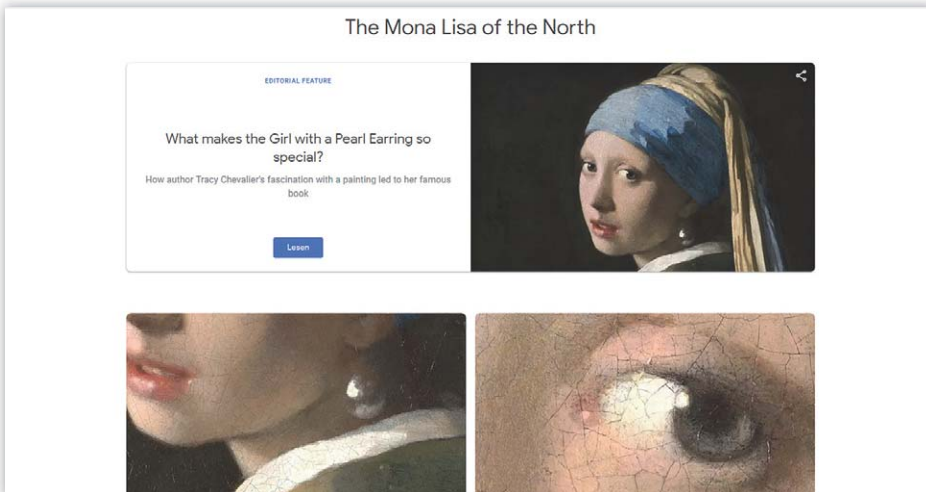 The Mona Lisa of the North
EDITORIAL FEATURE
What makes the Girl with a Pearl Earring so
special?
How author Tracy Chevalier's fascination with a painting led to her famous
book
Lesen